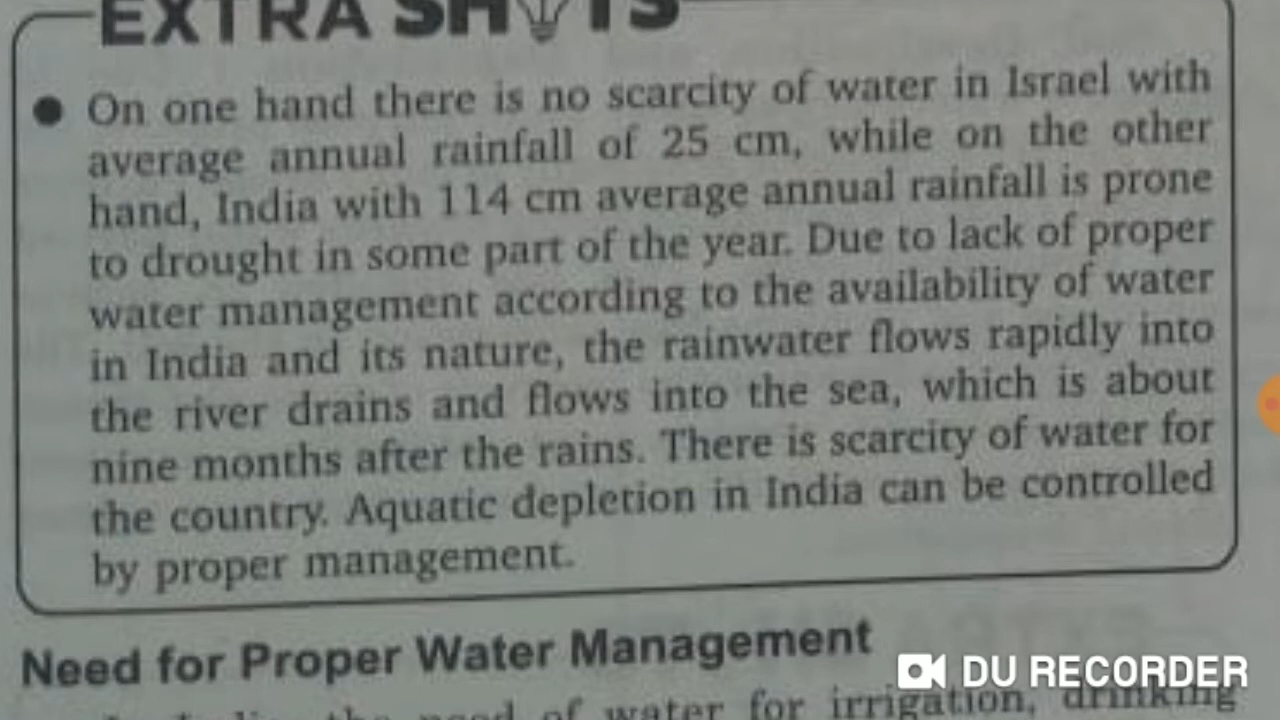 EXTRA SHOTS
● On one hand there is no scarcity of water in Israel with
average annual rainfall of 25 cm, while on the other
hand, India with 114 cm average annual rainfall is prone
to drought in some part of the year. Due to lack of proper
water management according to the availability of water
in India and its nature, the rainwater flows rapidly into
the river drains and flows into the sea, which is about
nine months after the rains. There is scarcity of water for
the country. Aquatic depletion in India can be controlled
by proper management.
Need for Proper Water Management
the need of water for irrigation, drinking
DU RECORDER